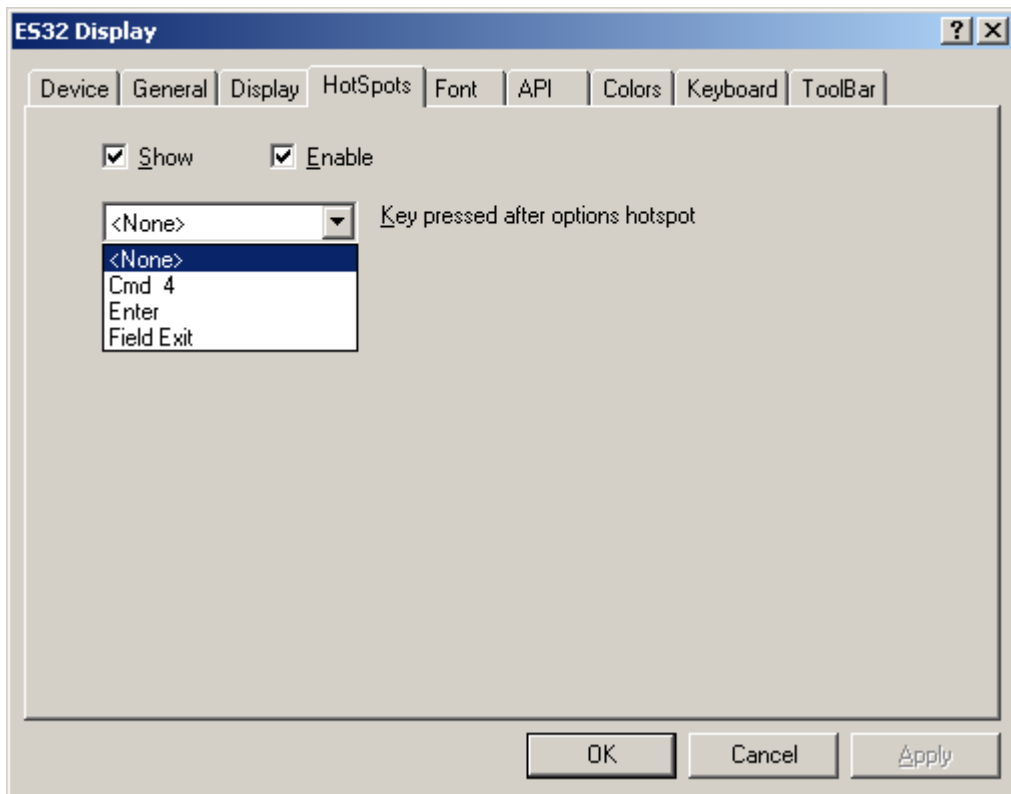 ES32 Display
Device General Display HotSpots Font API Colors Keyboard ToolBar
Show Enable
<None> Key pressed after options hotspot
<None>
Cmd 4
Enter
Field Exit
OK Cancel Apply